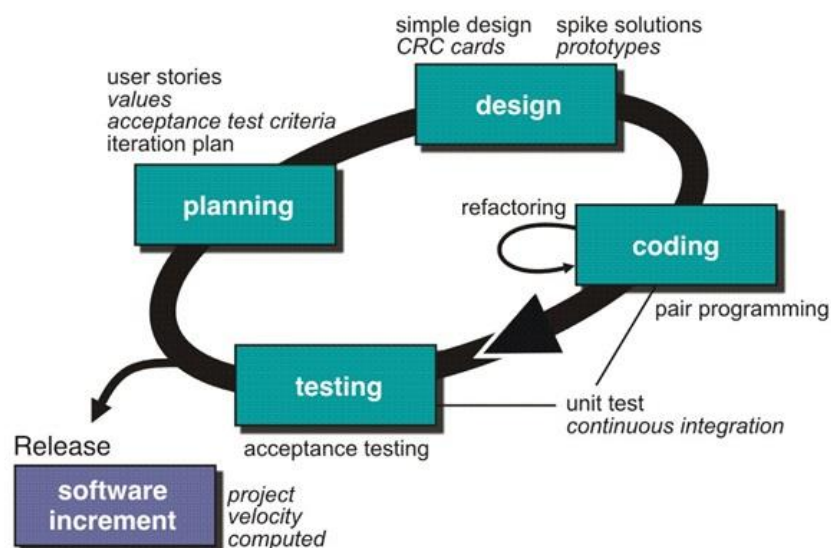 simple design
CRC cards
spike solutions
prototypes
user stories
values
acceptance test criteria
iteration plan
design
planning
refactoring
coding
pair programming
testing
unit test
continuous integration
acceptance testing
Release
software
increment
project
velocity
computed